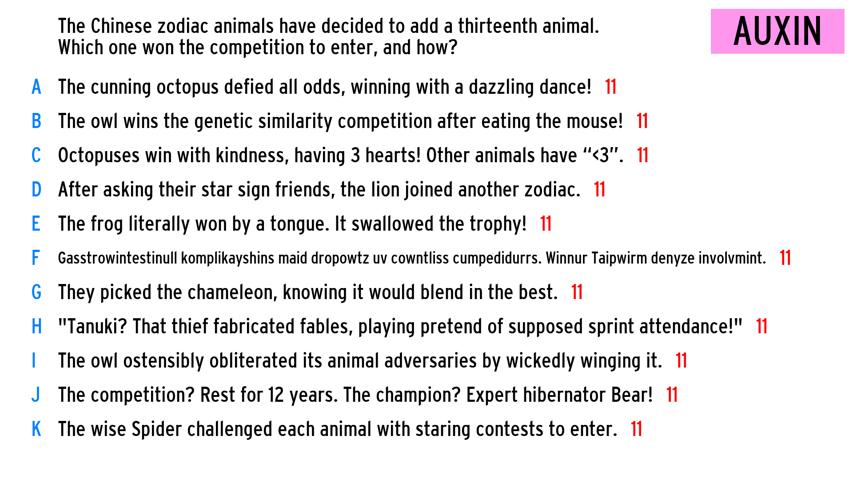 The Chinese zodiac animals have decided to add a thirteenth animal.
Which one won the competition to enter, and how?
AUXIN
A The cunning octopus defied all odds, winning with a dazzling dance! 11
B The owl wins the genetic similarity competition after eating the mouse! 11
C Octopuses win with kindness, having 3 hearts! Other animals have “<3”. 11
D After asking their star sign friends, the lion joined another zodiac. 11
E The frog literally won by a tongue. It swallowed the trophy! 11
F Gasstrowintestinull komplikayshins maid dropowtz uv cowntliss cumpedidurrs. Winnur Taipwirm denyze involvmint. 11
G They picked the chameleon, knowing it would blend in the best. 11
H "Tanuki? That thief fabricated fables, playing pretend of supposed sprint attendance!" 11
I The owl ostensibly obliterated its animal adversaries by wickedly winging it. 11
J The competition? Rest for 12 years. The champion? Expert hibernator Bear! 11
K The wise Spider challenged each animal with staring contests to enter. 11